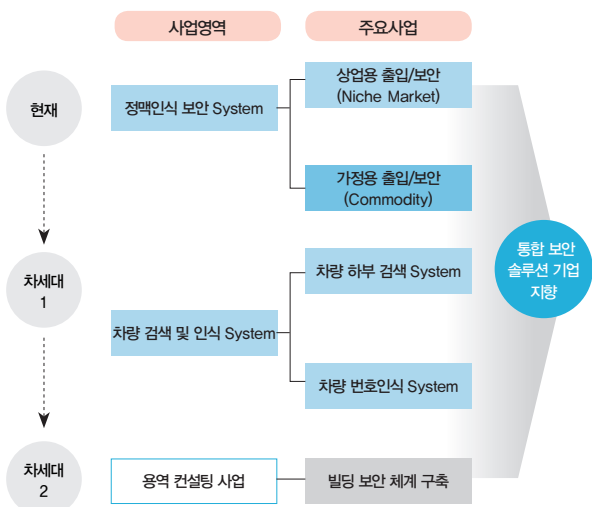 사업영역
주요사업
현재
정맥인식 보안 System
상업용 출입/보안
(Niche Market)
가정용 출입/보안
(Commodity)
차세대
1
차량 검색 및 인식 System
차량 하부 검색 System
차량 번호인식 System
통합 보안
솔루션 기업
지향
차세대
2
용역 컨설팅 사업
빌딩 보안 체계 구축